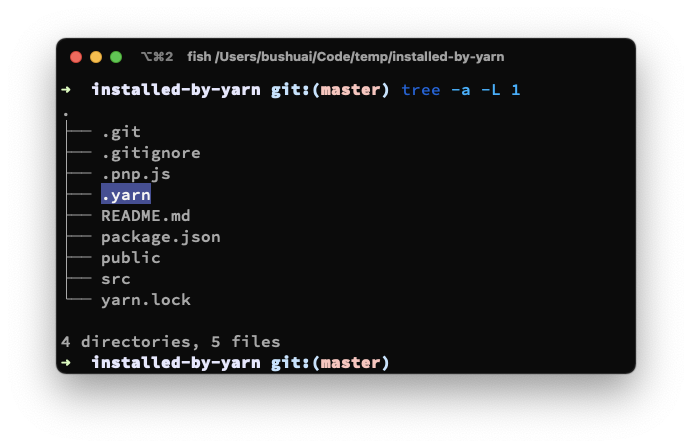 ⌥⌘2 fish /Users/bushuai/Code/temp/installed-by-yarn
➜ installed-by-yarn git:(master) tree -a -L 1
.
├── .git
├── .gitignore
├── .pnp.js
├── .yarn
├── README.md
├── package.json
├── public
├── src
└── yarn.lock
4 directories, 5 files
➜ installed-by-yarn git:(master)